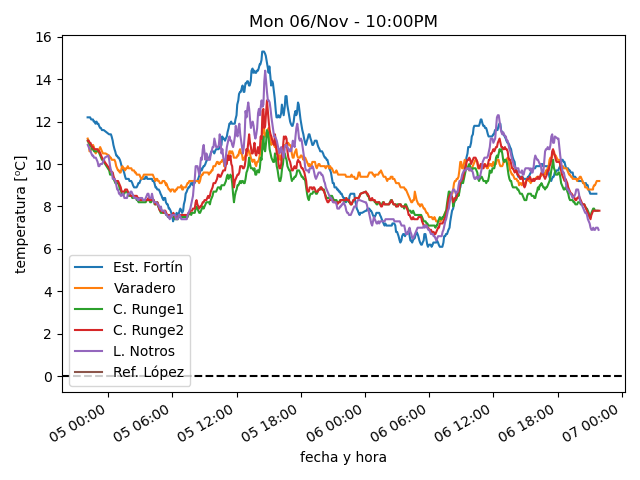 Mon 06/Nov - 10:00PM
temperatura [ºC]
16
14
12
10
8
6
4
2
0
Est. Fortín
Varadero
C. Runge1
C. Runge2
L. Notros
Ref. López
05 00:00
05 06:00
05 12:00
05 18:00
06 00:00
06 06:00
06 12:00
06 18:00
07 00:00
fecha y hora